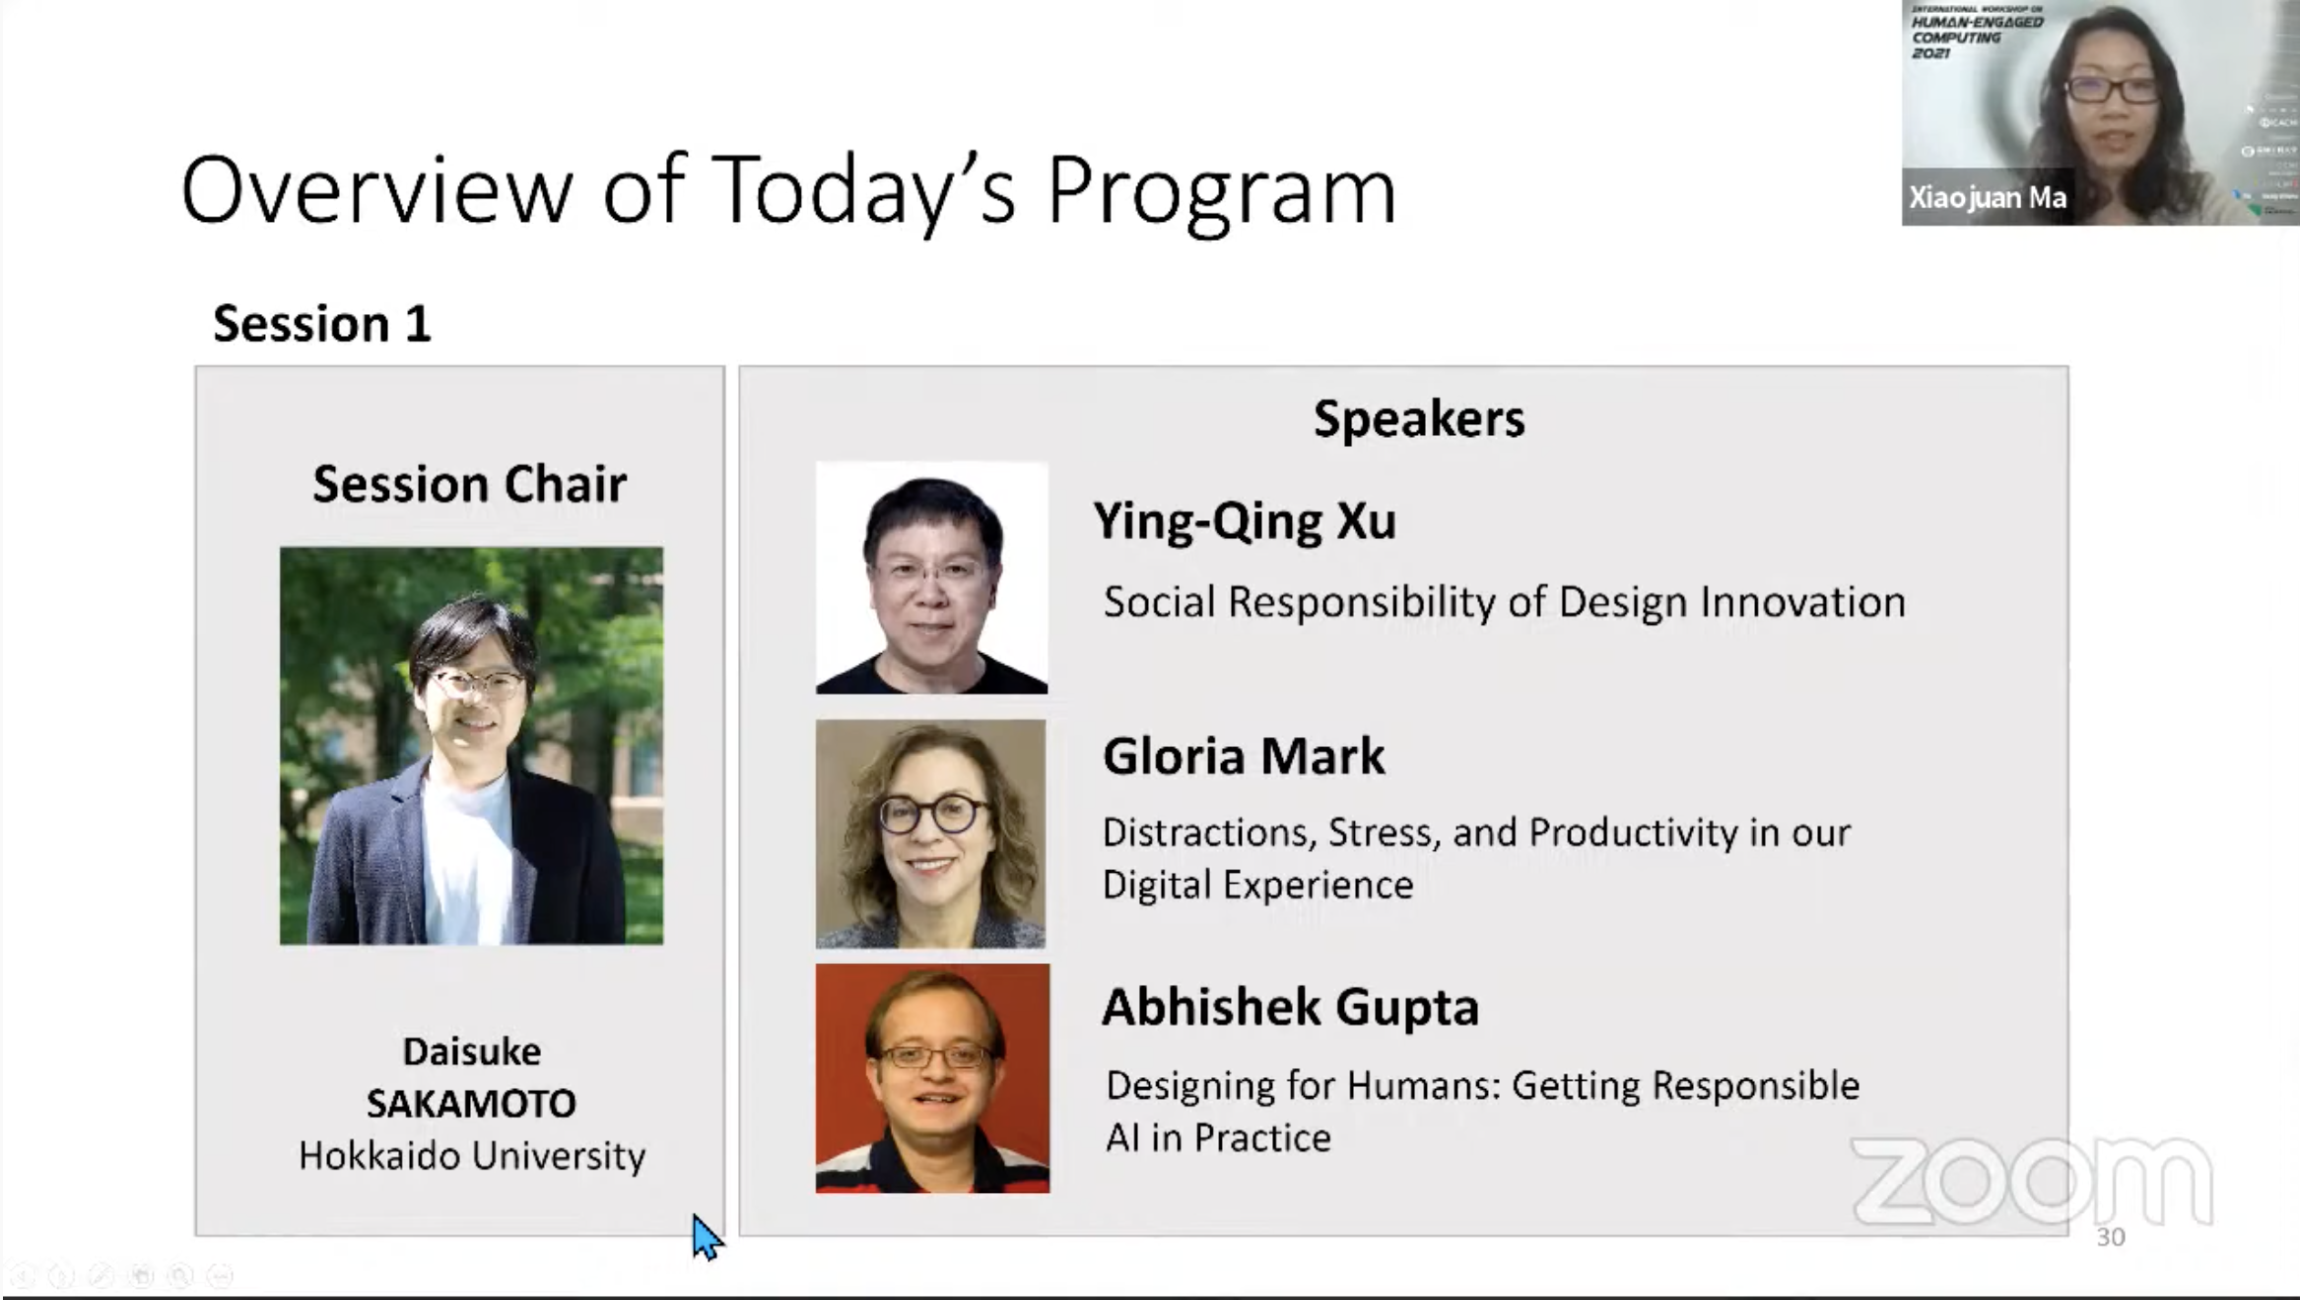 Overview of Today's Program
INTERNATIONAL WORKSHOP ON
HUMAN-ENGAGED
COMPUTING
2021
Xiaojuan Ma
Session 1
Session Chair
Daisuke
SAKAMOTO
Hokkaido University
Speakers
Ying-Qing Xu
Social Responsibility of Design Innovation
Gloria Mark
Distractions, Stress, and Productivity in our
Digital Experience
Abhishek Gupta
Designing for Humans: Getting Responsible
AI in Practice
zoom
30